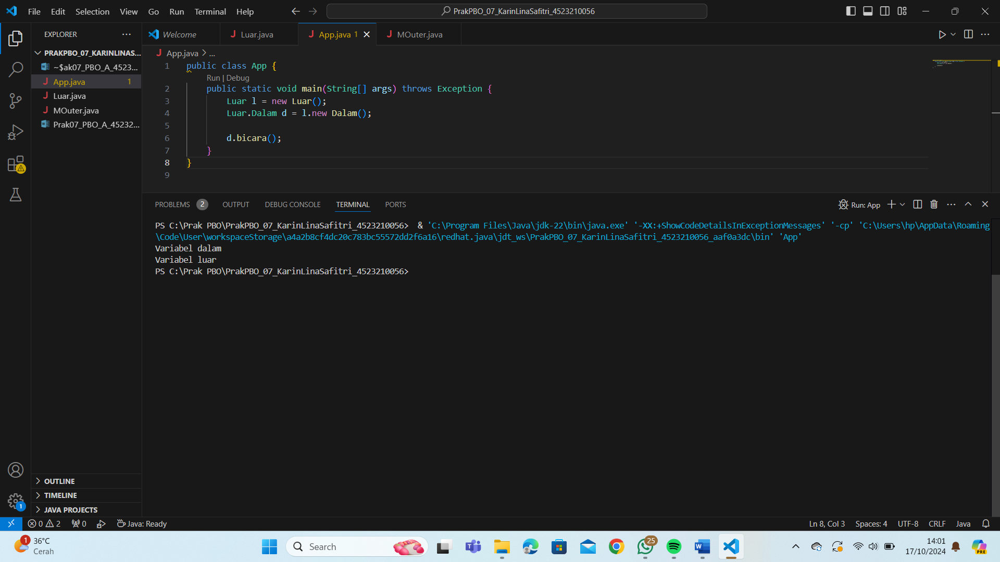 File Edit Selection View Go Run Terminal Help
PrakPBO_07_KarinLinaSafitri_4523210056
EXPLORER
PRAKPBO_07_KARINLINAS...
~$ak07_PBO_A_4523...
App.java 1
Luar.java
MOuter.java
Prak07_PBO_A_45232...
OUTLINE
TIMELINE
JAVA PROJECTS
1
Welcome Luar.java App.java 1 MOuter.java
App.java > ...
1 public class App {
Run | Debug
2 public static void main(String[] args) throws Exception {
3 Luar l = new Luar();
4 Luar.Dalam d = l.new Dalam();
5
6 d.bicara();
7 }
8 }
9
PROBLEMS 2 OUTPUT DEBUG CONSOLE TERMINAL PORTS
Run: App
PS C:\Prak PBO\PrakPBO_07_KarinLinaSafitri_4523210056>  & 'C:\Program Files\Java\jdk-22\bin\java.exe' '-XX:+ShowCodeDetailsInExceptionMessages' '-cp' 'C:\Users\hp\AppData\Roaming
\Code\User\workspaceStorage\a4a2b8cf4dc20c783bc55572dd2f6a16\redhat.java\jdt_ws\PrakPBO_07_KarinLinaSafitri_4523210056_aaf0a3dc\bin' 'App'
Variabel dalam
Variabel luar
PS C:\Prak PBO\PrakPBO_07_KarinLinaSafitri_4523210056>
0 2 0 Java: Ready
Ln 8, Col 3 Spaces: 4 UTF-8 CRLF Java
1
36°C
Cerah
Search
25
14:01
17/10/2024
PRE